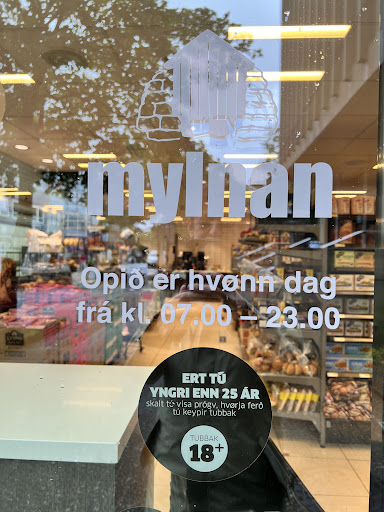 mylnan
Opið er hvønn dag
frá kl. 07.00 – 23.00
ERT TÚ
YNGRI ENN 25 ÁR
skalt tú vísa prógv, hvørja ferð
tú keypir tubbak
TUBBAK
18+